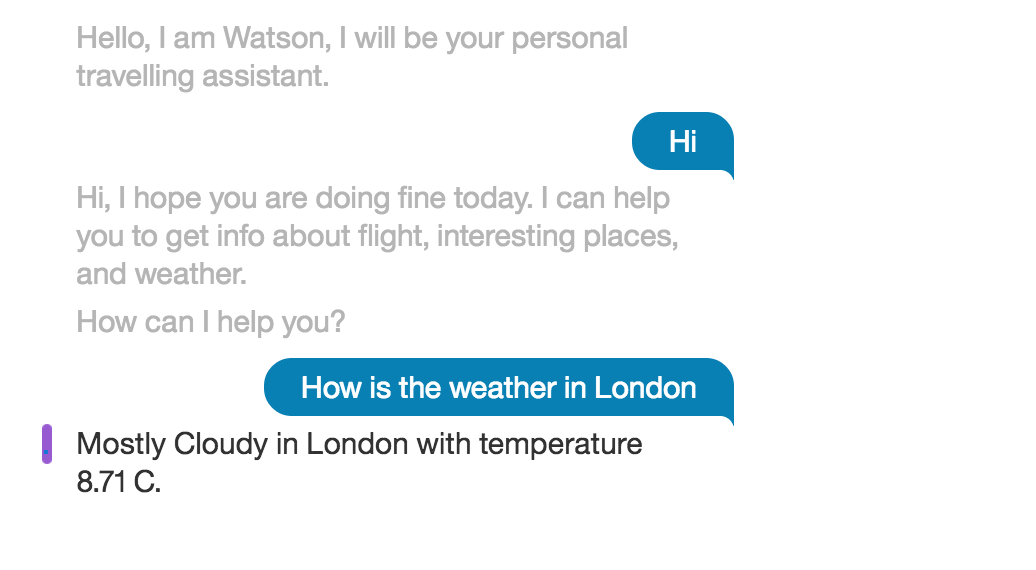 Hello, I am Watson, I will be your personal
travelling assistant.
Hi
Hi, I hope you are doing fine today. I can help
you to get info about flight, interesting places,
and weather.
How can I help you?
How is the weather in London
Mostly Cloudy in London with temperature
8.71 C.